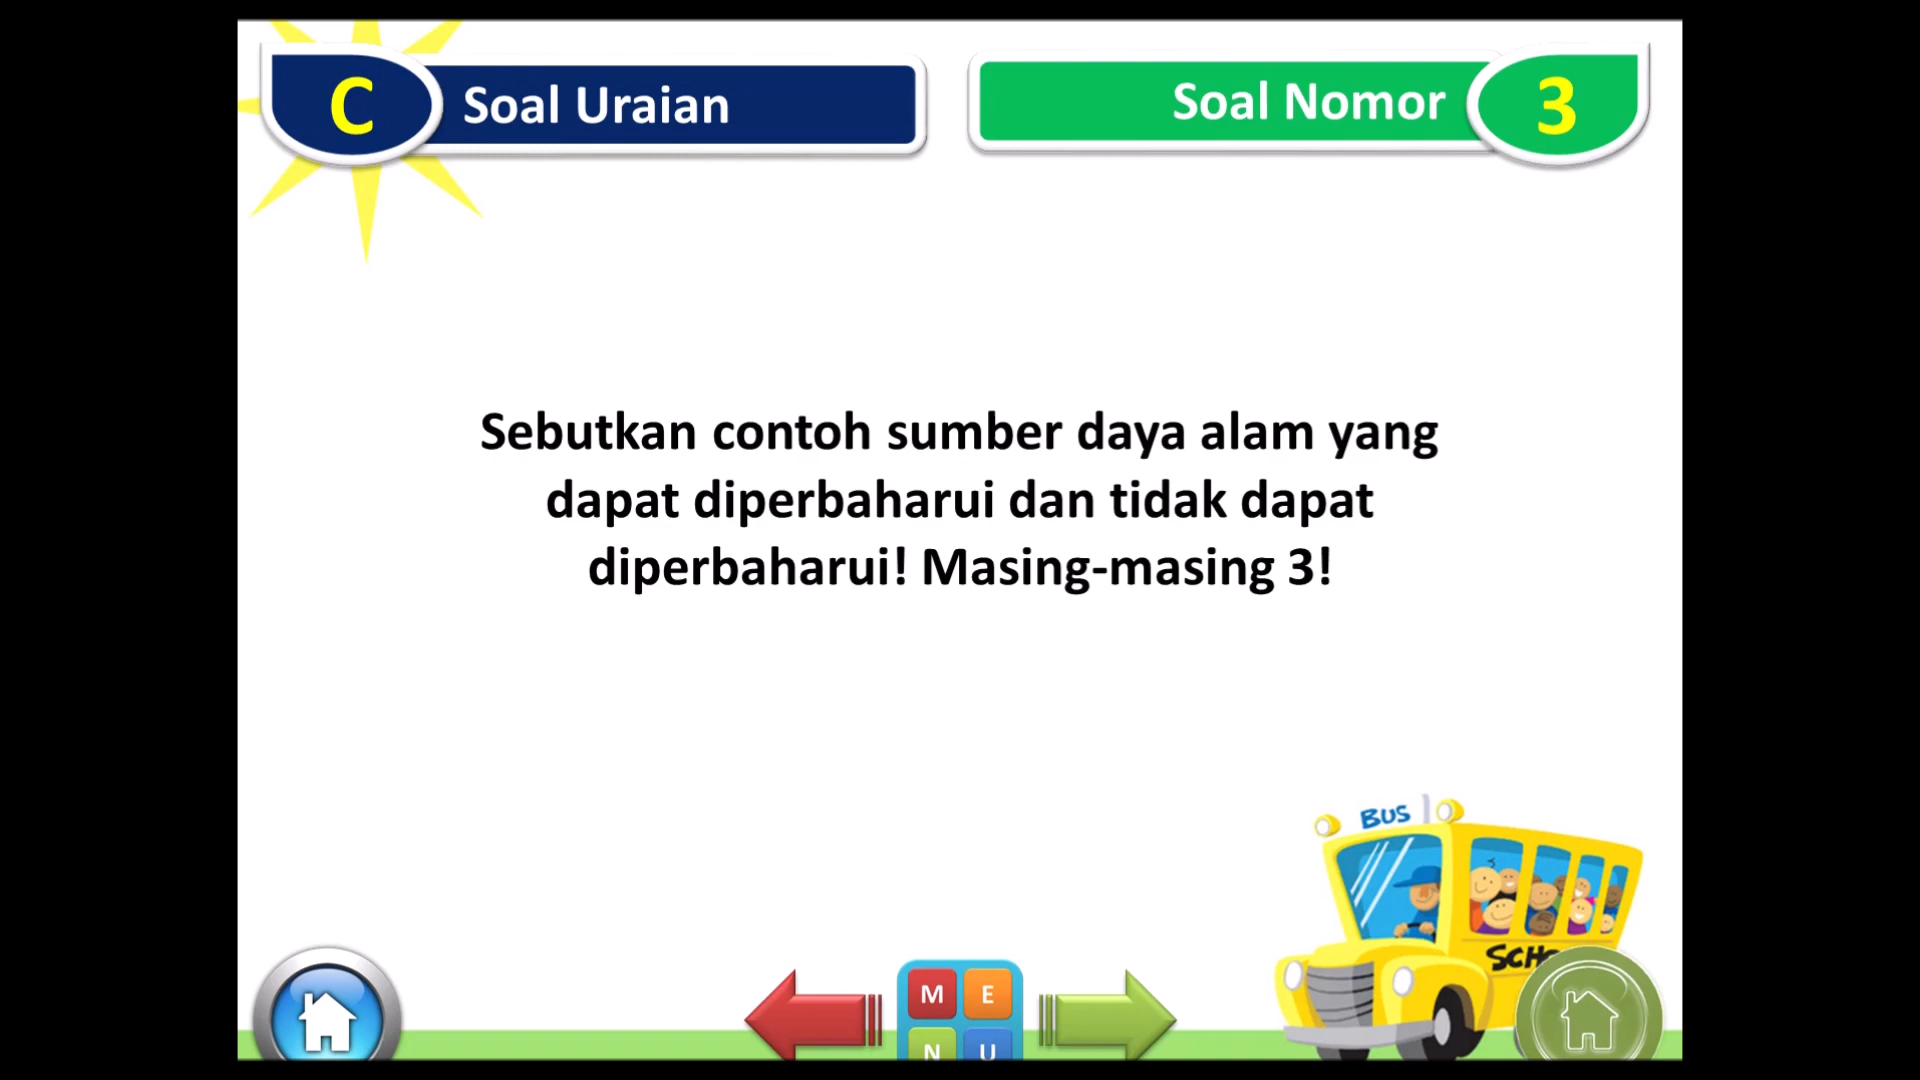 C Soal Uraian
Soal Nomor 3
Sebutkan contoh sumber daya alam yang
dapat diperbaharui dan tidak dapat
diperbaharui! Masing-masing 3!
BUS
M E
N U